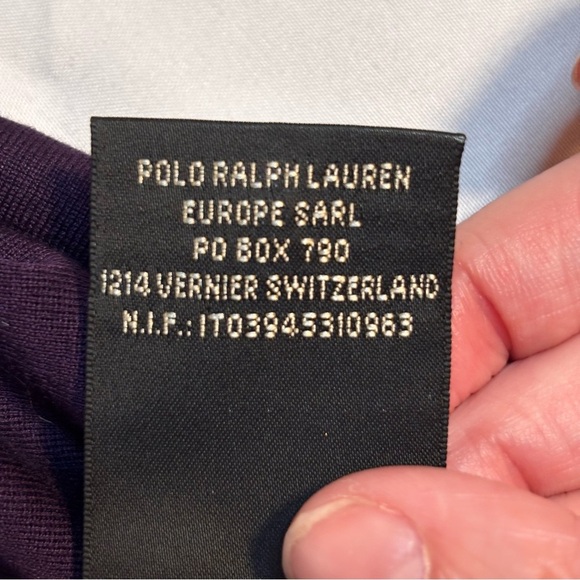 POLO RALPH LAUREN
EUROPE SARL
PO BOX 790
1214 VERNIER SWITZERLAND
N.I.F.: IT03945310963